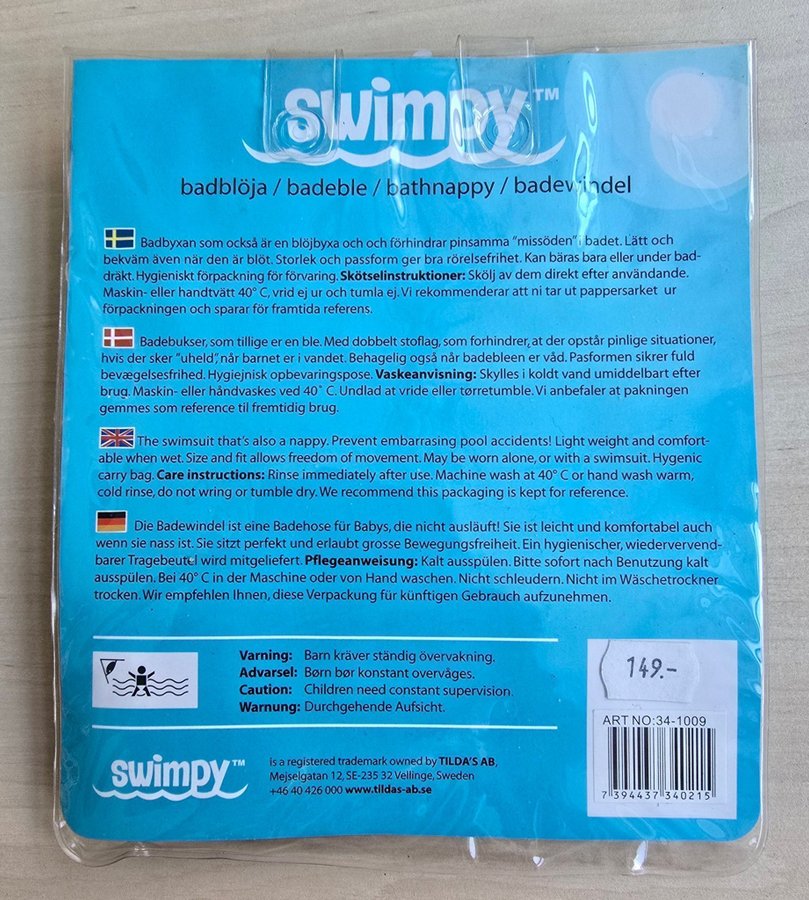 swimpy™
badblöja / badeble / bathnappy / badewindel
Badbyxan som också är en blöjbyxa och och förhindrar pinsamma "missöden" i badet. Lätt och
bekväm även när den är blöt. Storlek och passform ger bra rörelsefrihet. Kan bäras bara eller under bad-
dräkt. Hygieniskt förpackning för förvaring. Skötselinstruktioner: Skölj av dem direkt efter användande.
Maskin- eller handtvätt 40° C, vrid ej ur och tumla ej. Vi rekommenderar att ni tar ut pappersarket ur
förpackningen och sparar för framtida referens.
Badebukser, som tillige er en ble. Med dobbelt stoflag, som forhindrer, at der opstår pinlige situationer,
hvis der sker "uheld", når barnet er i vandet. Behagelig også når badebleen er våd. Pasformen sikrer fuld
bevægelsesfrihed. Hygiejnisk opbevaringspose. Vaskeanvisning: Skylles i koldt vand umiddelbart efter
brug. Maskin- eller håndvaskes ved 40˚ C. Undlad at vride eller tørretumble. Vi anbefaler at pakningen
gemmes som reference til fremtidig brug.
The swimsuit that's also a nappy. Prevent embarrasing pool accidents! Light weight and comfort-
able when wet. Size and fit allows freedom of movement. May be worn alone, or with a swimsuit. Hygenic
carry bag. Care instructions: Rinse immediately after use. Machine wash at 40° C or hand wash warm,
cold rinse, do not wring or tumble dry. We recommend this packaging is kept for reference.
Die Badewindel ist eine Badehose für Babys, die nicht ausläuft! Sie ist leicht und komfortabel auch
wenn sie nass ist. Sie sitzt perfekt und erlaubt grosse Bewegungsfreiheit. Ein hygienischer, wiedervervend-
barer Tragebeutel wird mitgeliefert. Pflegeanweisung: Kalt ausspülen. Bitte sofort nach Benutzung kalt
ausspülen. Bei 40° C in der Maschine oder von Hand waschen. Nicht schleudern. Nicht im Wäschetrockner
trocken. Wir empfehlen Ihnen, diese Verpackung für künftigen Gebrauch aufzunehmen.
Varning: Barn kräver ständig övervakning.
Advarsel: Børn bør konstant overvåges.
Caution: Children need constant supervision.
Warnung: Durchgehende Aufsicht.
149.-
ART NO:34-1009
7 394437 340215
swimpy™
is a registered trademark owned by TILDA'S AB,
Mejselgatan 12, SE-235 32 Vellinge, Sweden
+46 40 426 000 www.tildas-ab.se